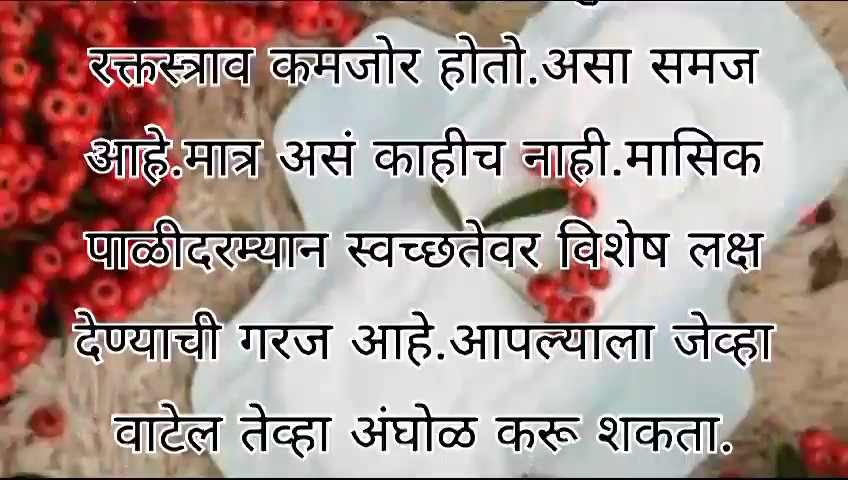 रक्तस्त्राव कमजोर होतो.असा समज
आहे.मात्र असं काहीच नाही.मासिक
पाळीदरम्यान स्वच्छतेवर विशेष लक्ष
देण्याची गरज आहे.आपल्याला जेव्हा
वाटेल तेव्हा अंघोळ करू शकता.